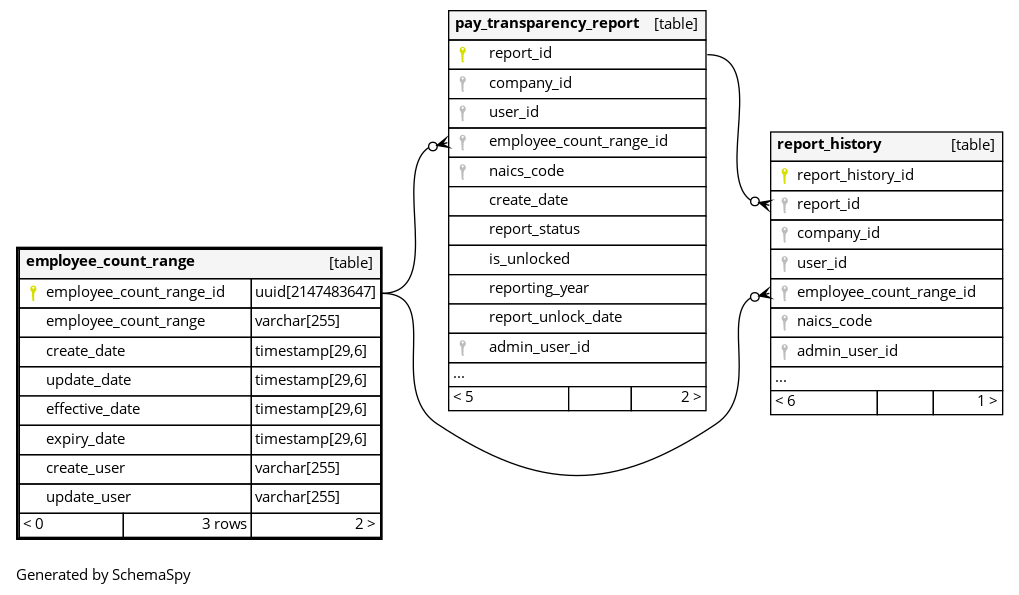 pay_transparency_report [table]
report_id
company_id
user_id
employee_count_range_id
naics_code
create_date
report_status
is_unlocked
reporting_year
report_unlock_date
admin_user_id
...
< 5 2 >
report_history [table]
report_history_id
report_id
company_id
user_id
employee_count_range_id
naics_code
admin_user_id
...
< 6 1 >
employee_count_range [table]
employee_count_range_id uuid[2147483647]
employee_count_range varchar[255]
create_date timestamp[29,6]
update_date timestamp[29,6]
effective_date timestamp[29,6]
expiry_date timestamp[29,6]
create_user varchar[255]
update_user varchar[255]
< 0 3 rows 2 >
Generated by SchemaSpy